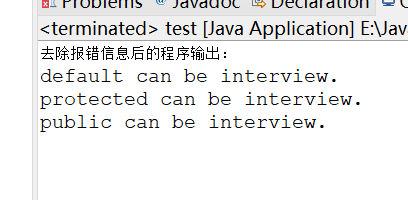 Problems @ Javadoc Declaration
<terminated> test [Java Application] E:\Jav
去除报错信息后的程序输出:
default can be interview.
protected can be interview.
public can be interview.